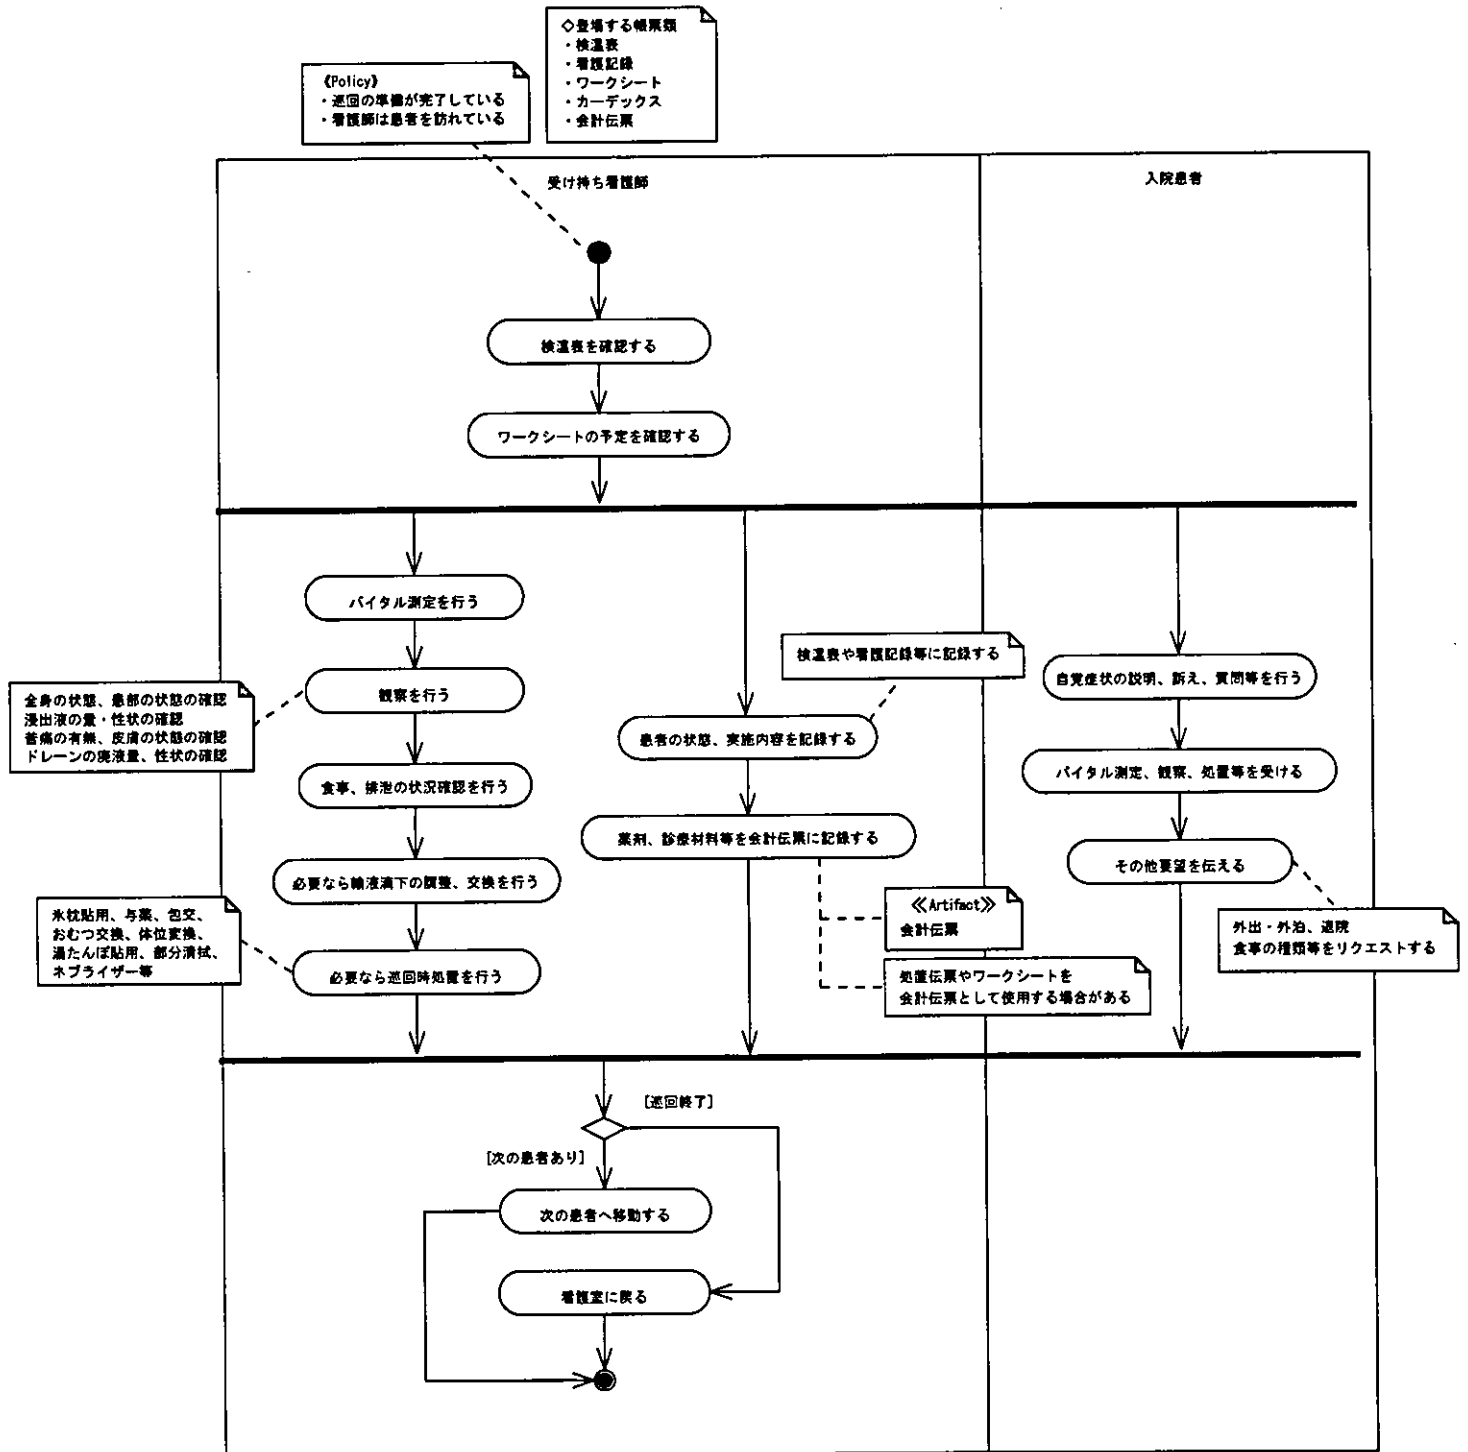 ◇登場する帳票類
・検温表
・看護記録
・ワークシート
・カーデックス
・会計伝票
《Policy》
・巡回の準備が完了している
・看護師は患者を訪れている
受け持ち看護師
入院患者
検温表を確認する
ワークシートの予定を確認する
バイタル測定を行う
観察を行う
全身の状態、患部の状態の確認
浸出液の量・性状の確認
苦痛の有無、皮膚の状態の確認
ドレーンの廃液量、性状の確認
食事、排泄の状況確認を行う
必要なら輸液滴下の調整、交換を行う
氷枕貼用、与薬、包交、
おむつ交換、体位変換、
湯たんぽ貼用、部分清拭、
ネブライザー等
必要なら巡回時処置を行う
検温表や看護記録等に記録する
患者の状態、実施内容を記録する
薬剤、診療材料等を会計伝票に記録する
≪Artifact≫
会計伝票
処置伝票やワークシートを
会計伝票として使用する場合がある
自覚症状の説明、訴え、質問等を行う
バイタル測定、観察、処置等を受ける
その他要望を伝える
外出・外泊、退院
食事の種類等をリクエストする
[巡回終了]
[次の患者あり]
次の患者へ移動する
看護室に戻る